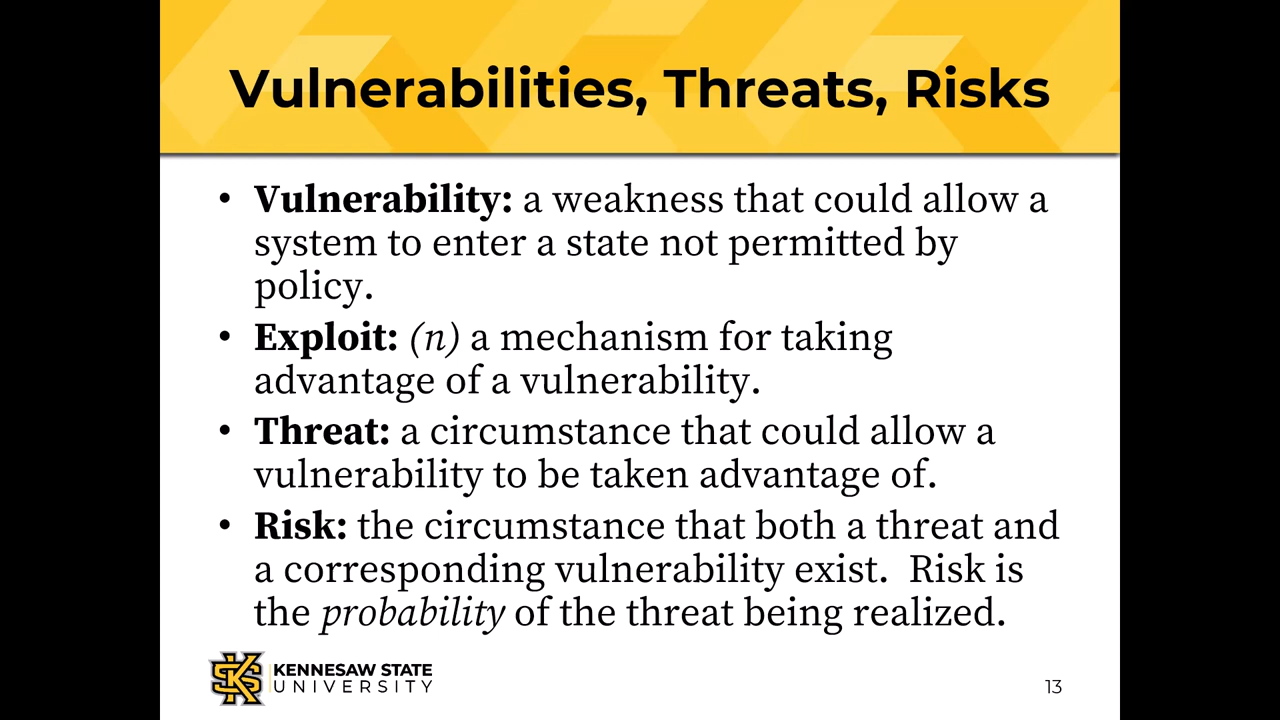 Vulnerabilities, Threats, Risks
• Vulnerability: a weakness that could allow a
system to enter a state not permitted by
policy.
• Exploit: (n) a mechanism for taking
advantage of a vulnerability.
• Threat: a circumstance that could allow a
vulnerability to be taken advantage of.
• Risk: the circumstance that both a threat and
a corresponding vulnerability exist.  Risk is
the probability of the threat being realized.
KS
KENNESAW STATE
UNIVERSITY
13